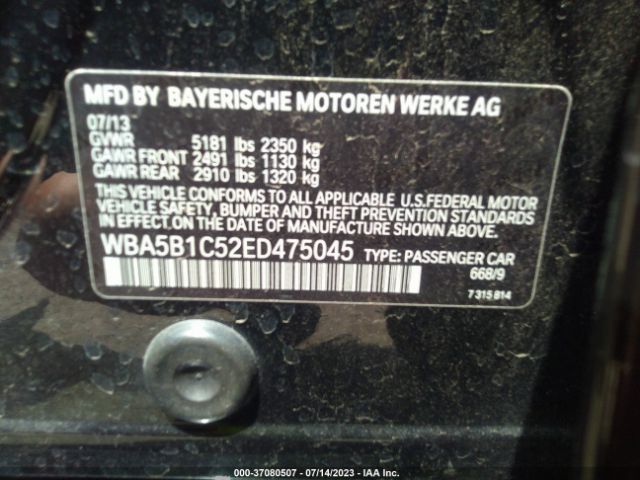 MFD BY BAYERISCHE MOTOREN WERKE AG
07/13
GVWR 5181 lbs 2350 kg
GAWR FRONT 2491 lbs 1130 kg
GAWR REAR 2910 lbs 1320 kg
THIS VEHICLE CONFORMS TO ALL APPLICABLE U.S.FEDERAL MOTOR
VEHICLE SAFETY, BUMPER AND THEFT PREVENTION STANDARDS
IN EFFECT ON THE DATE OF MANUFACTURE SHOWN ABOVE.
WBA5B1C52ED475045 TYPE: PASSENGER CAR
668/9
7 315 814
000-37080507 - 07/14/2023 - IAA Inc.